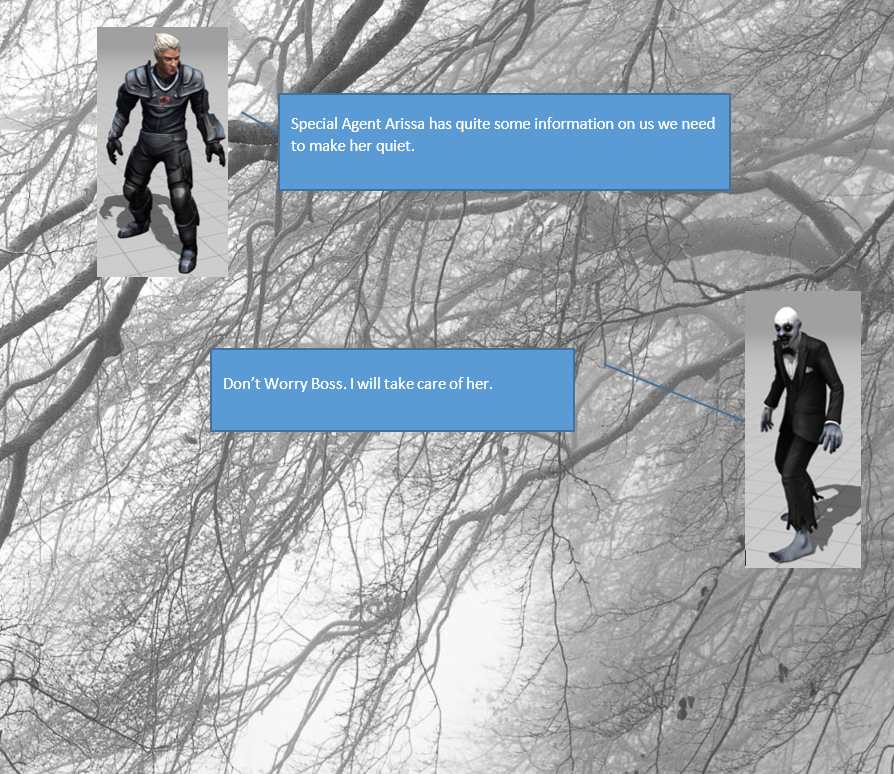 Special Agent Arissa has quite some information on us we need
to make her quiet.
Don’t Worry Boss. I will take care of her.